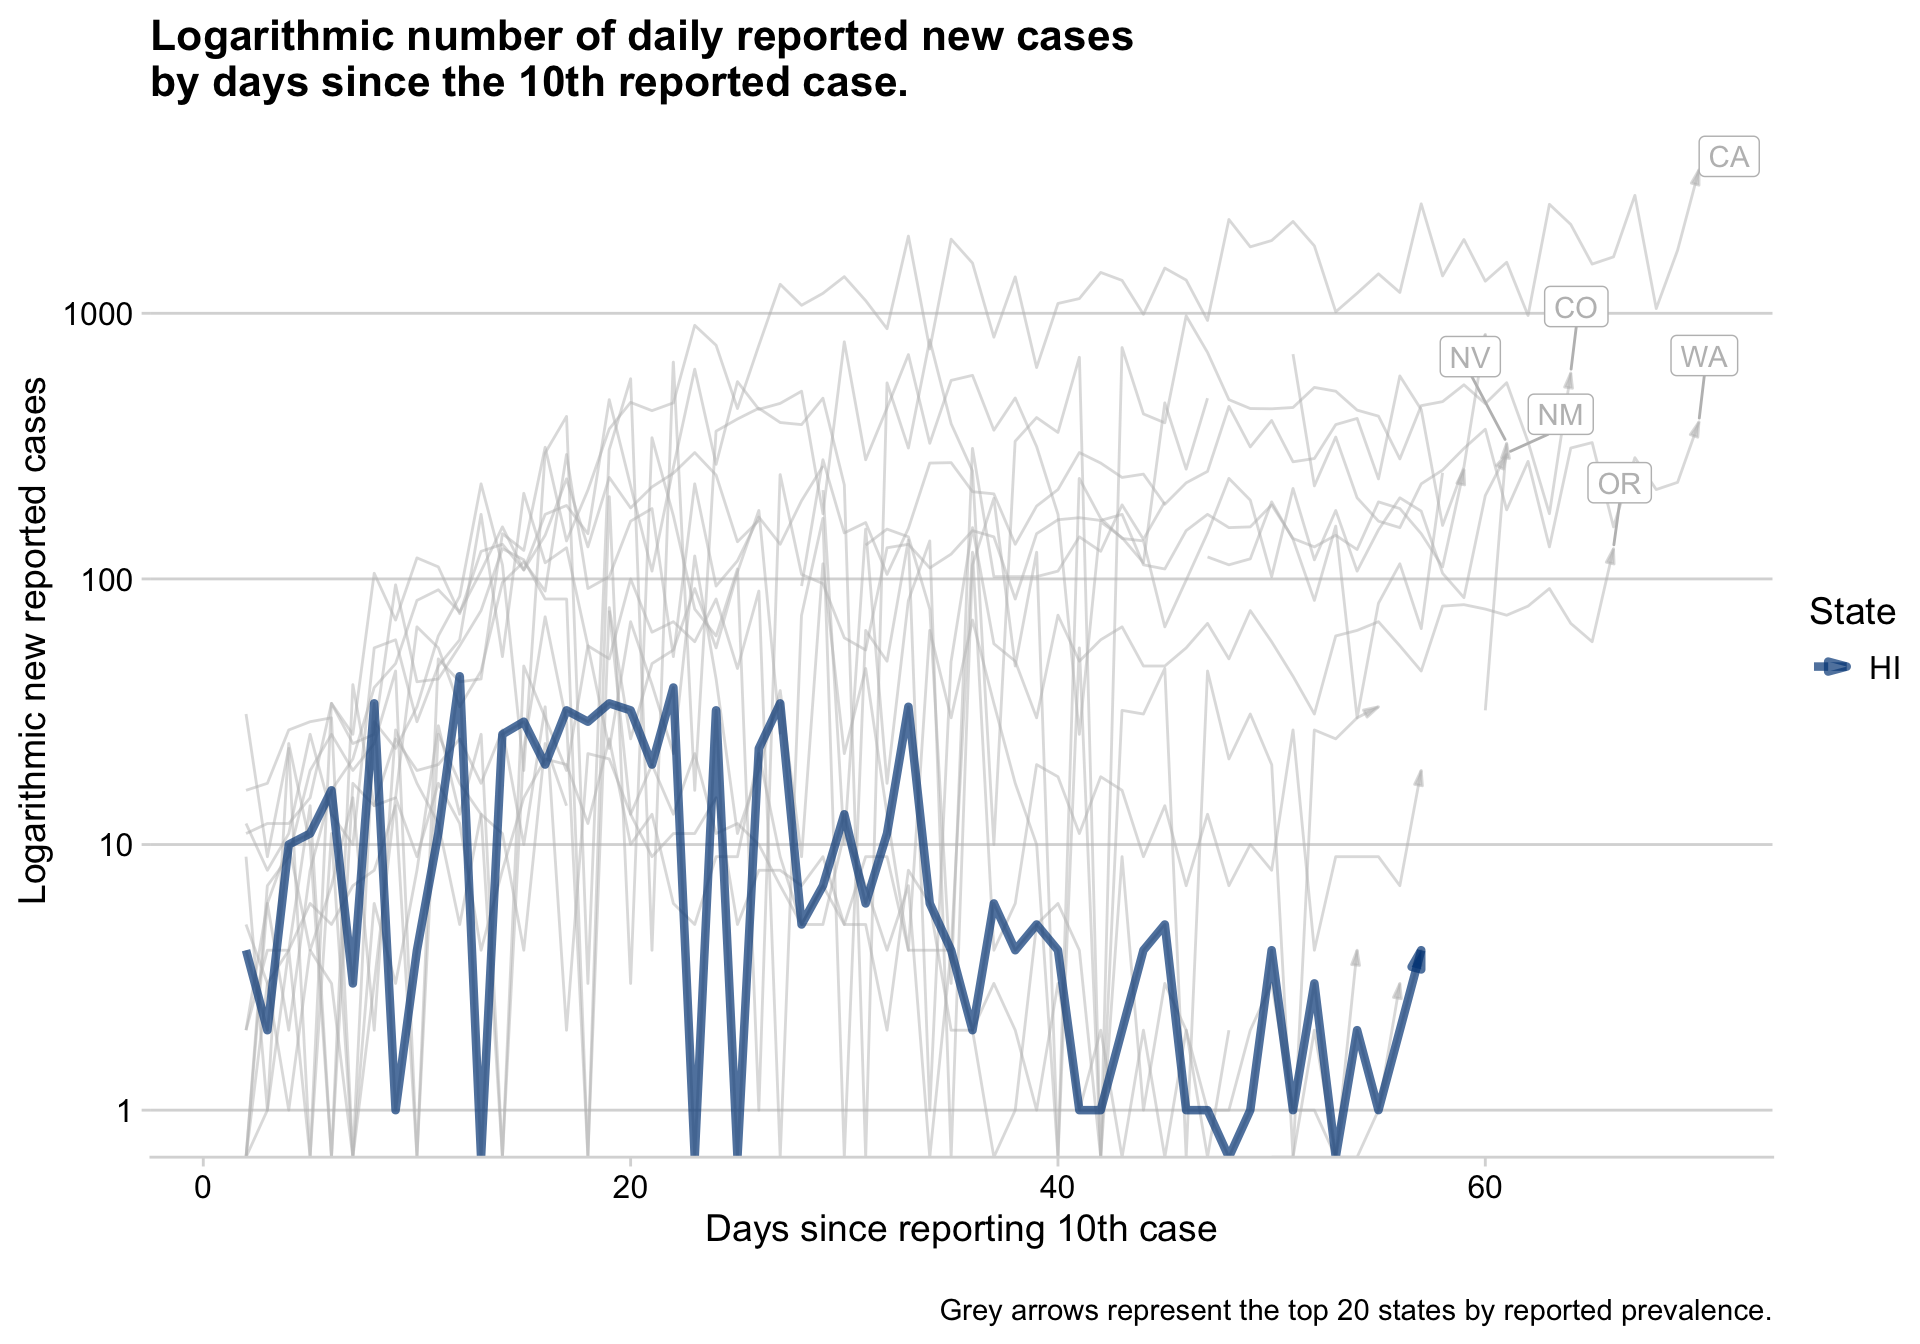 Logarithmic number of daily reported new cases
by days since the 10th reported case.
CA
1000
CO
NV
WA
NM
OR
100
10
1
Logarithmic new reported cases
State
HI
0
20
40
60
Days since reporting 10th case
Grey arrows represent the top 20 states by reported prevalence.